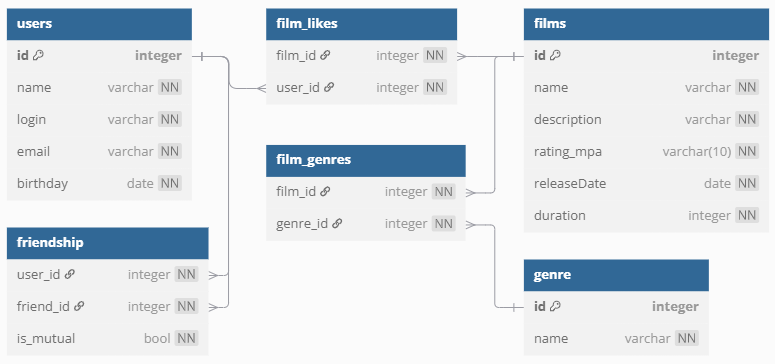 users
id integer
name varchar NN
login varchar NN
email varchar NN
birthday date NN
friendship
user_id integer NN
friend_id integer NN
is_mutual bool NN
film_likes
film_id integer NN
user_id integer NN
film_genres
film_id integer NN
genre_id integer NN
films
id integer
name varchar NN
description varchar NN
rating_mpa varchar(10) NN
releaseDate date NN
duration integer NN
genre
id integer
name varchar NN